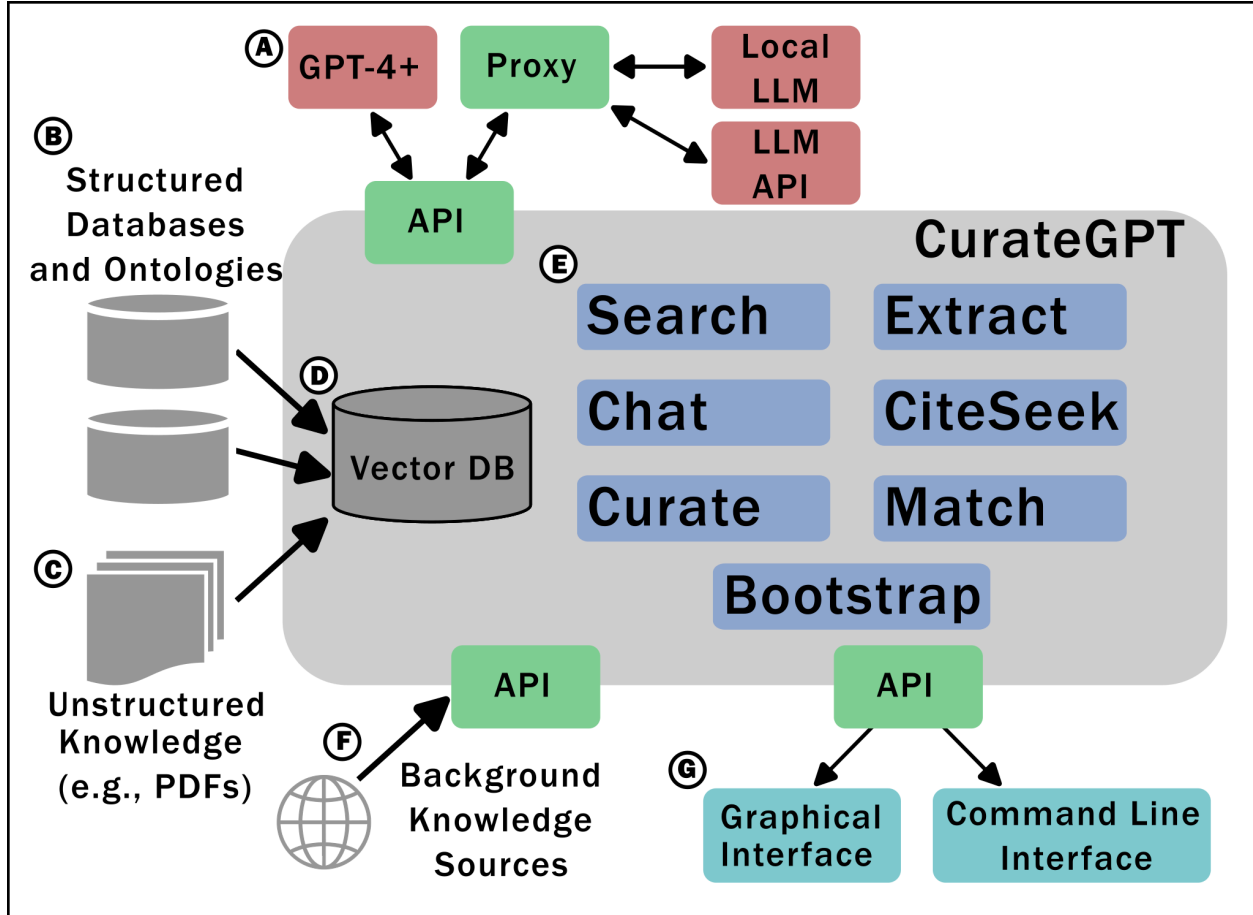 A
GPT-4+
Proxy
Local
LLM
LLM
API
B
Structured
Databases
and Ontologies
API
CurateGPT
E
Search
Extract
Chat
CiteSeek
Curate
Match
Bootstrap
D
Vector DB
C
Unstructured
Knowledge
(e.g., PDFs)
API
API
F
Background
Knowledge
Sources
G
Graphical
Interface
Command Line
Interface